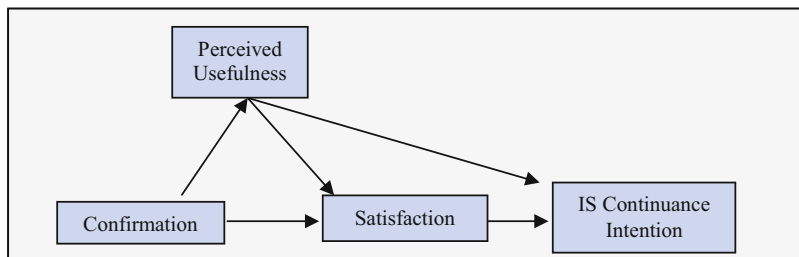 Perceived
Usefulness
Confirmation
Satisfaction
IS Continuance
Intention